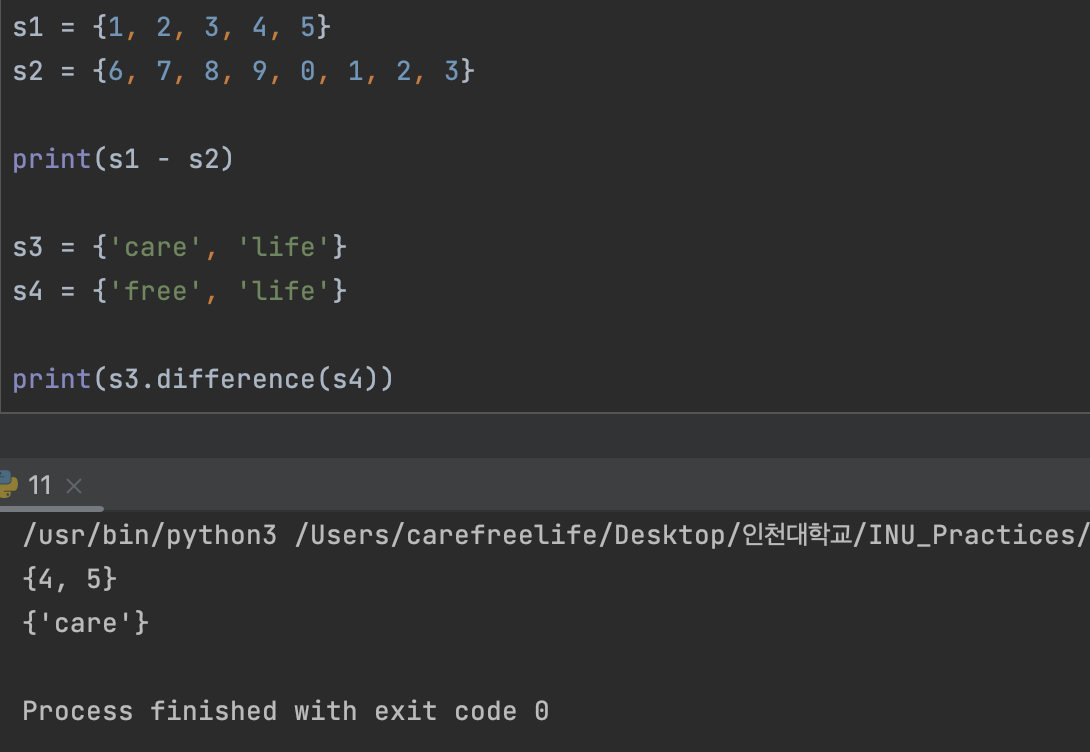 s1 = {1, 2, 3, 4, 5}
s2 = {6, 7, 8, 9, 0, 1, 2, 3}
print(s1 - s2)
s3 = {'care', 'life'}
s4 = {'free', 'life'}
print(s3.difference(s4))
11
/usr/bin/python3 /Users/carefreelife/Desktop/인천대학교/INU_Practices/
{4, 5}
{'care'}
Process finished with exit code 0